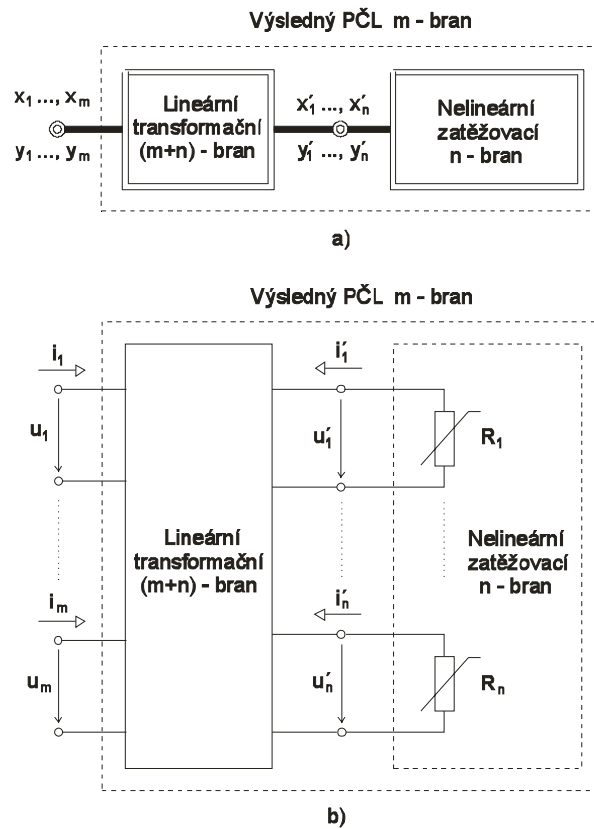 Výsledný PČL m - bran
x1 ..., xm
y1 ..., ym
Lineární
transformační
(m+n) - bran
x′1 ..., x′n
y′1 ..., y′n
Nelineární
zatěžovací
n - bran
a)
Výsledný PČL m - bran
i1
u1
im
um
Lineární
transformační
(m+n) - bran
i′1
u′1
i′n
u′n
R1
Nelineární
zatěžovací
n - bran
Rn
b)